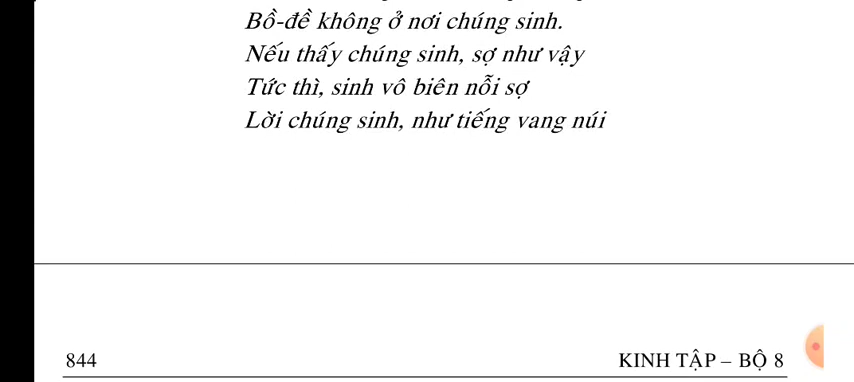 Bồ-đề không ở nơi chúng sinh.
Nếu thấy chúng sinh, sợ như vậy
Tức thì, sinh vô biên nỗi sợ
Lời chúng sinh, như tiếng vang núi
844
KINH TẬP – BỘ 8